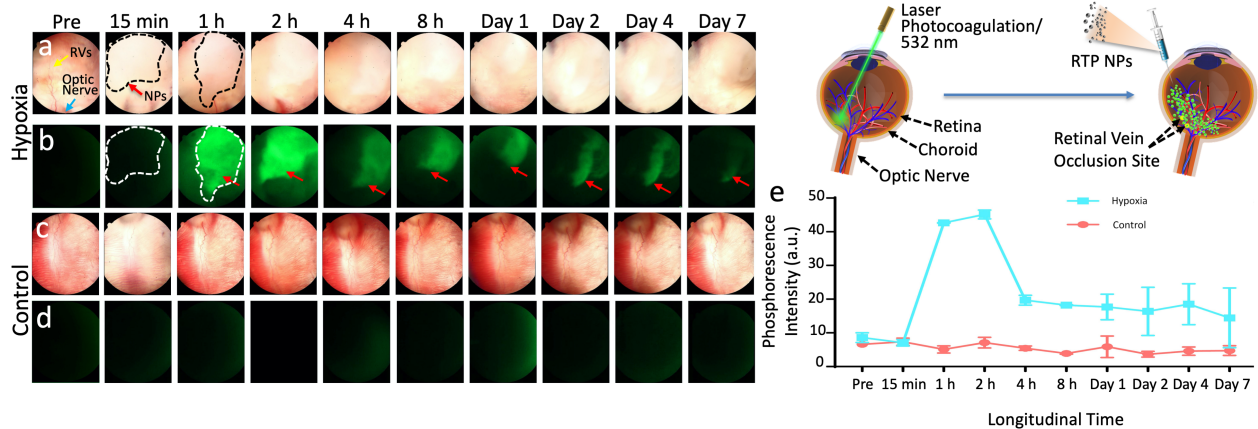 Pre 15 min 1 h 2 h 4 h 8 h Day 1 Day 2 Day 4 Day 7
Hypoxia
a
RVs
Optic
Nerve
NPs
b
Control
c
d
Laser
Photocoagulation/
532 nm
RTP NPs
Retina
Choroid
Optic Nerve
Retinal Vein
Occlusion Site
e
Phosphorescence
Intensity (a.u.)
50
40
30
20
10
0
Hypoxia
Control
Pre 15 min 1 h 2 h 4 h 8 h Day 1 Day 2 Day 4 Day 7
Longitudinal Time